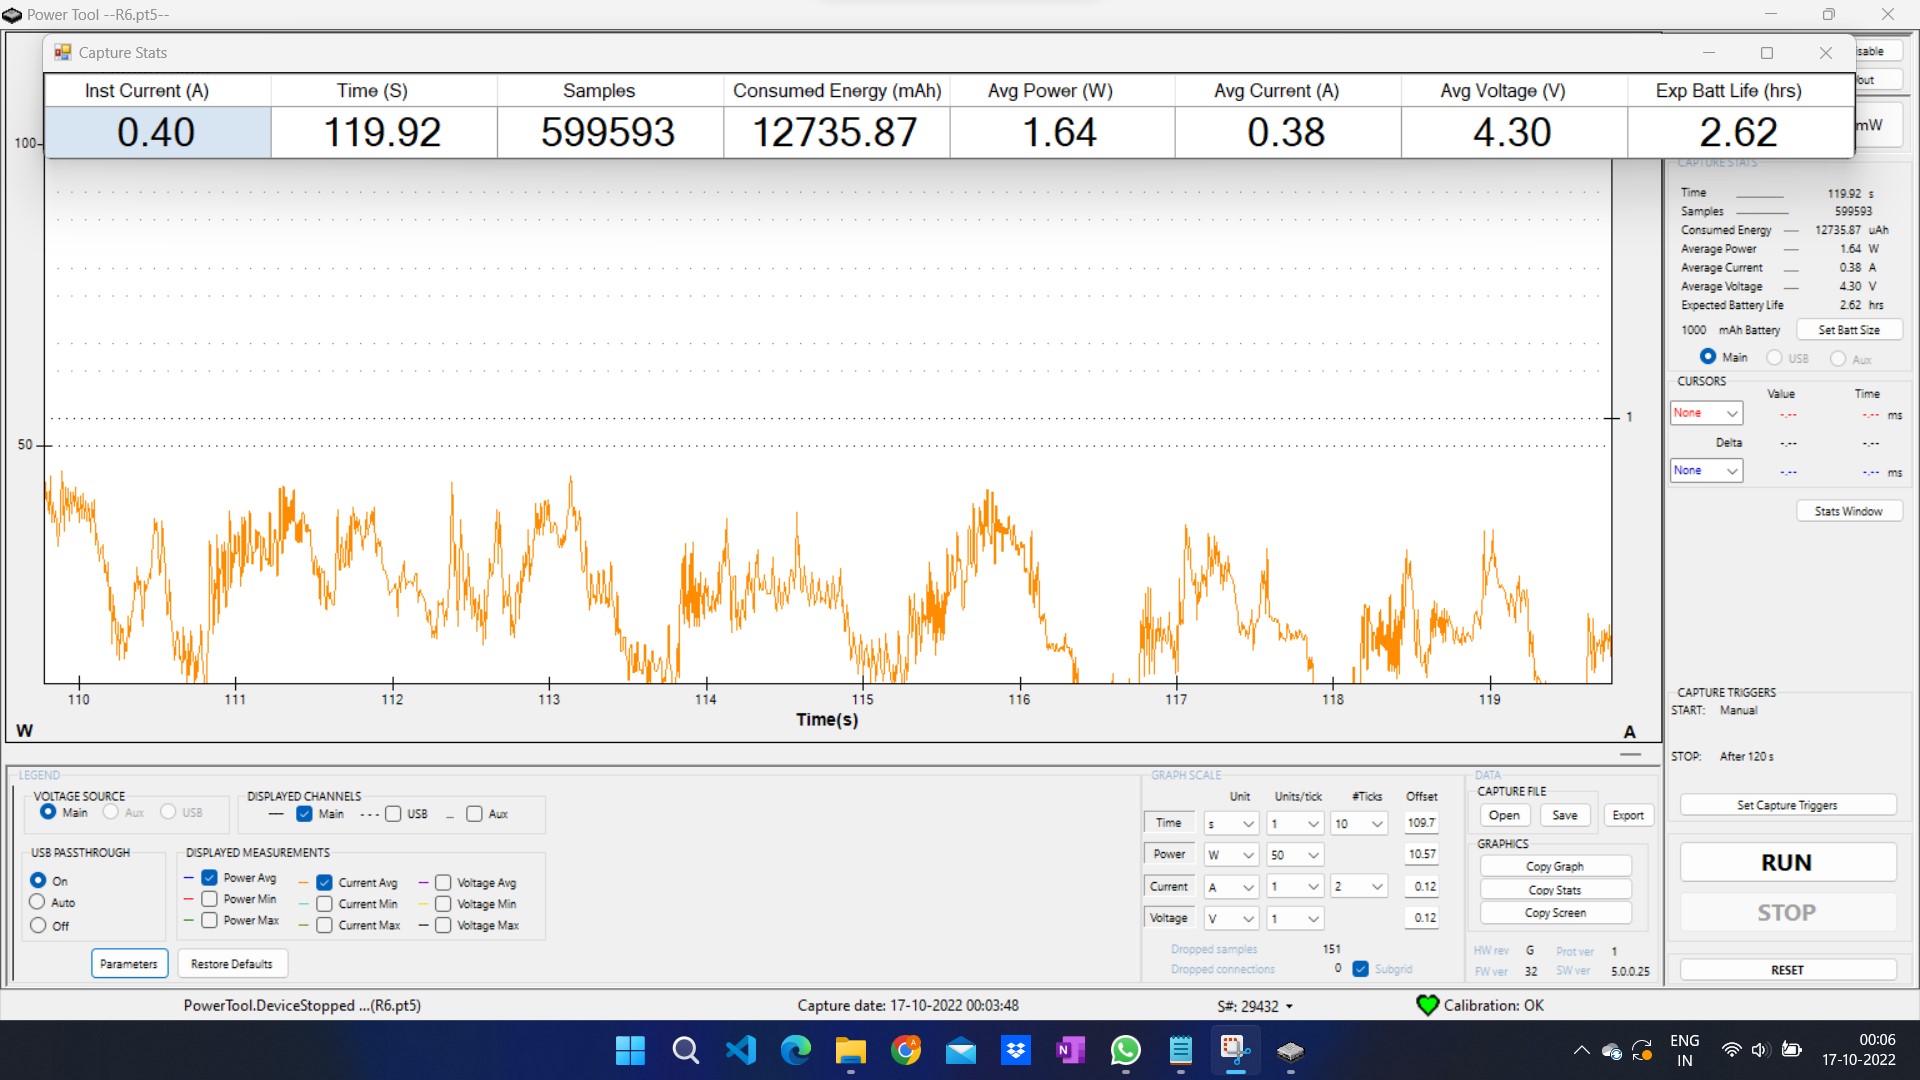 Power Tool --R6.pt5--
Capture Stats
Inst Current (A) Time (S) Samples Consumed Energy (mAh) Avg Power (W) Avg Current (A) Avg Voltage (V) Exp Batt Life (hrs)
0.40 119.92 599593 12735.87 1.64 0.38 4.30 2.62
mW
100
50
1
110 111 112 113 114 115 116 117 118 119
Time(s)
W
A
CAPTURE STATS
Time 119.92 s
Samples 599593
Consumed Energy 12735.87 uAh
Average Power 1.64 W
Average Current 0.38 A
Average Voltage 4.30 V
Expected Battery Life 2.62 hrs
1000 mAh Battery Set Batt Size
Main USB Aux
CURSORS
Value Time
None -.-- -.-- ms
Delta -.-- -.--
None -.-- -.-- ms
Stats Window
CAPTURE TRIGGERS
START: Manual
STOP: After 120 s
Set Capture Triggers
RUN
STOP
RESET
LEGEND
VOLTAGE SOURCE
Main Aux USB
DISPLAYED CHANNELS
Main USB Aux
USB PASSTHROUGH
On
Auto
Off
DISPLAYED MEASUREMENTS
Power Avg Current Avg Voltage Avg
Power Min Current Min Voltage Min
Power Max Current Max Voltage Max
Parameters Restore Defaults
GRAPH SCALE
Unit Units/tick #Ticks Offset
Time s 1 10 109.7
Power W 50 10.57
Current A 1 2 0.12
Voltage V 1 0.12
Dropped samples 151
Dropped connections 0 Subgrid
DATA
CAPTURE FILE
Open Save Export
GRAPHICS
Copy Graph
Copy Stats
Copy Screen
HW rev G Prot ver 1
FW ver 32 SW ver 5.0.0.25
PowerTool.DeviceStopped ...(R6.pt5) Capture date: 17-10-2022 00:03:48 S#: 29432 Calibration: OK
ENG
IN
00:06
17-10-2022